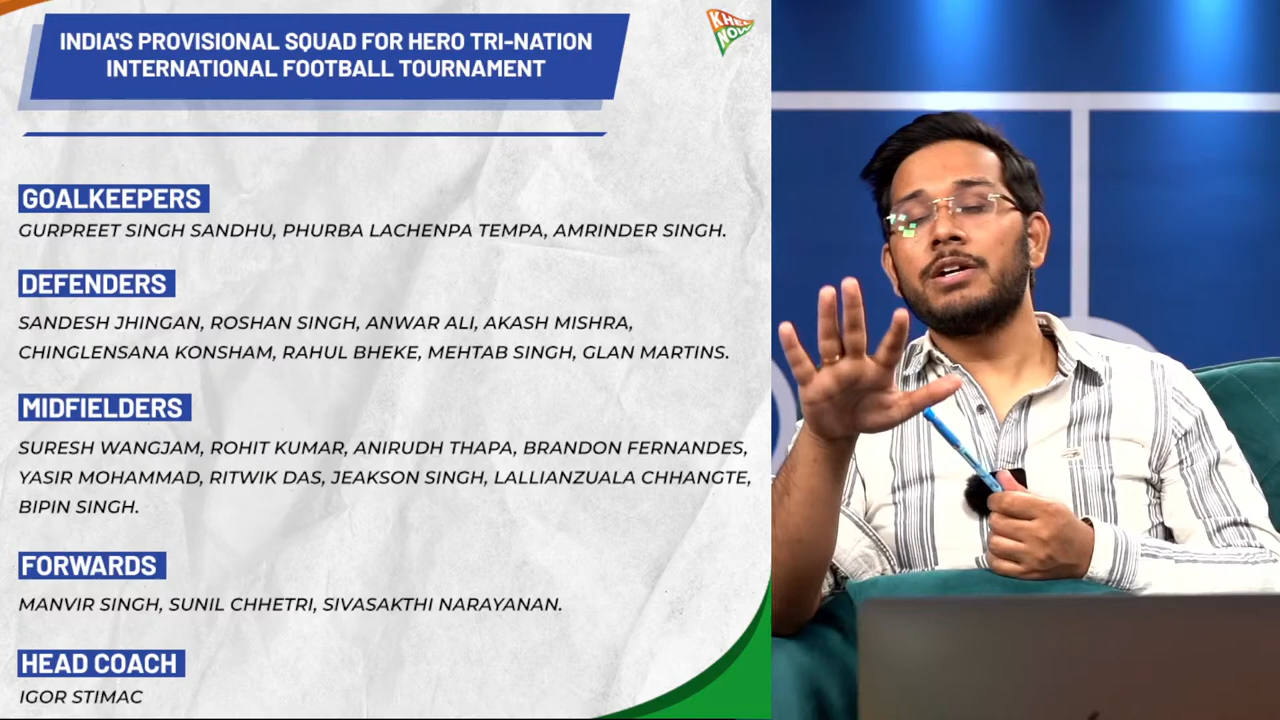 INDIA'S PROVISIONAL SQUAD FOR HERO TRI-NATION
INTERNATIONAL FOOTBALL TOURNAMENT
KHEL
NOW
GOALKEEPERS
GURPREET SINGH SANDHU, PHURBA LACHENPA TEMPA, AMRINDER SINGH.
DEFENDERS
SANDESH JHINGAN, ROSHAN SINGH, ANWAR ALI, AKASH MISHRA,
CHINGLENSANA KONSHAM, RAHUL BHEKE, MEHTAB SINGH, GLAN MARTINS.
MIDFIELDERS
SURESH WANGJAM, ROHIT KUMAR, ANIRUDH THAPA, BRANDON FERNANDES,
YASIR MOHAMMAD, RITWIK DAS, JEAKSON SINGH, LALLIANZUALA CHHANGTE,
BIPIN SINGH.
FORWARDS
MANVIR SINGH, SUNIL CHHETRI, SIVASAKTHI NARAYANAN.
HEAD COACH
IGOR STIMAC